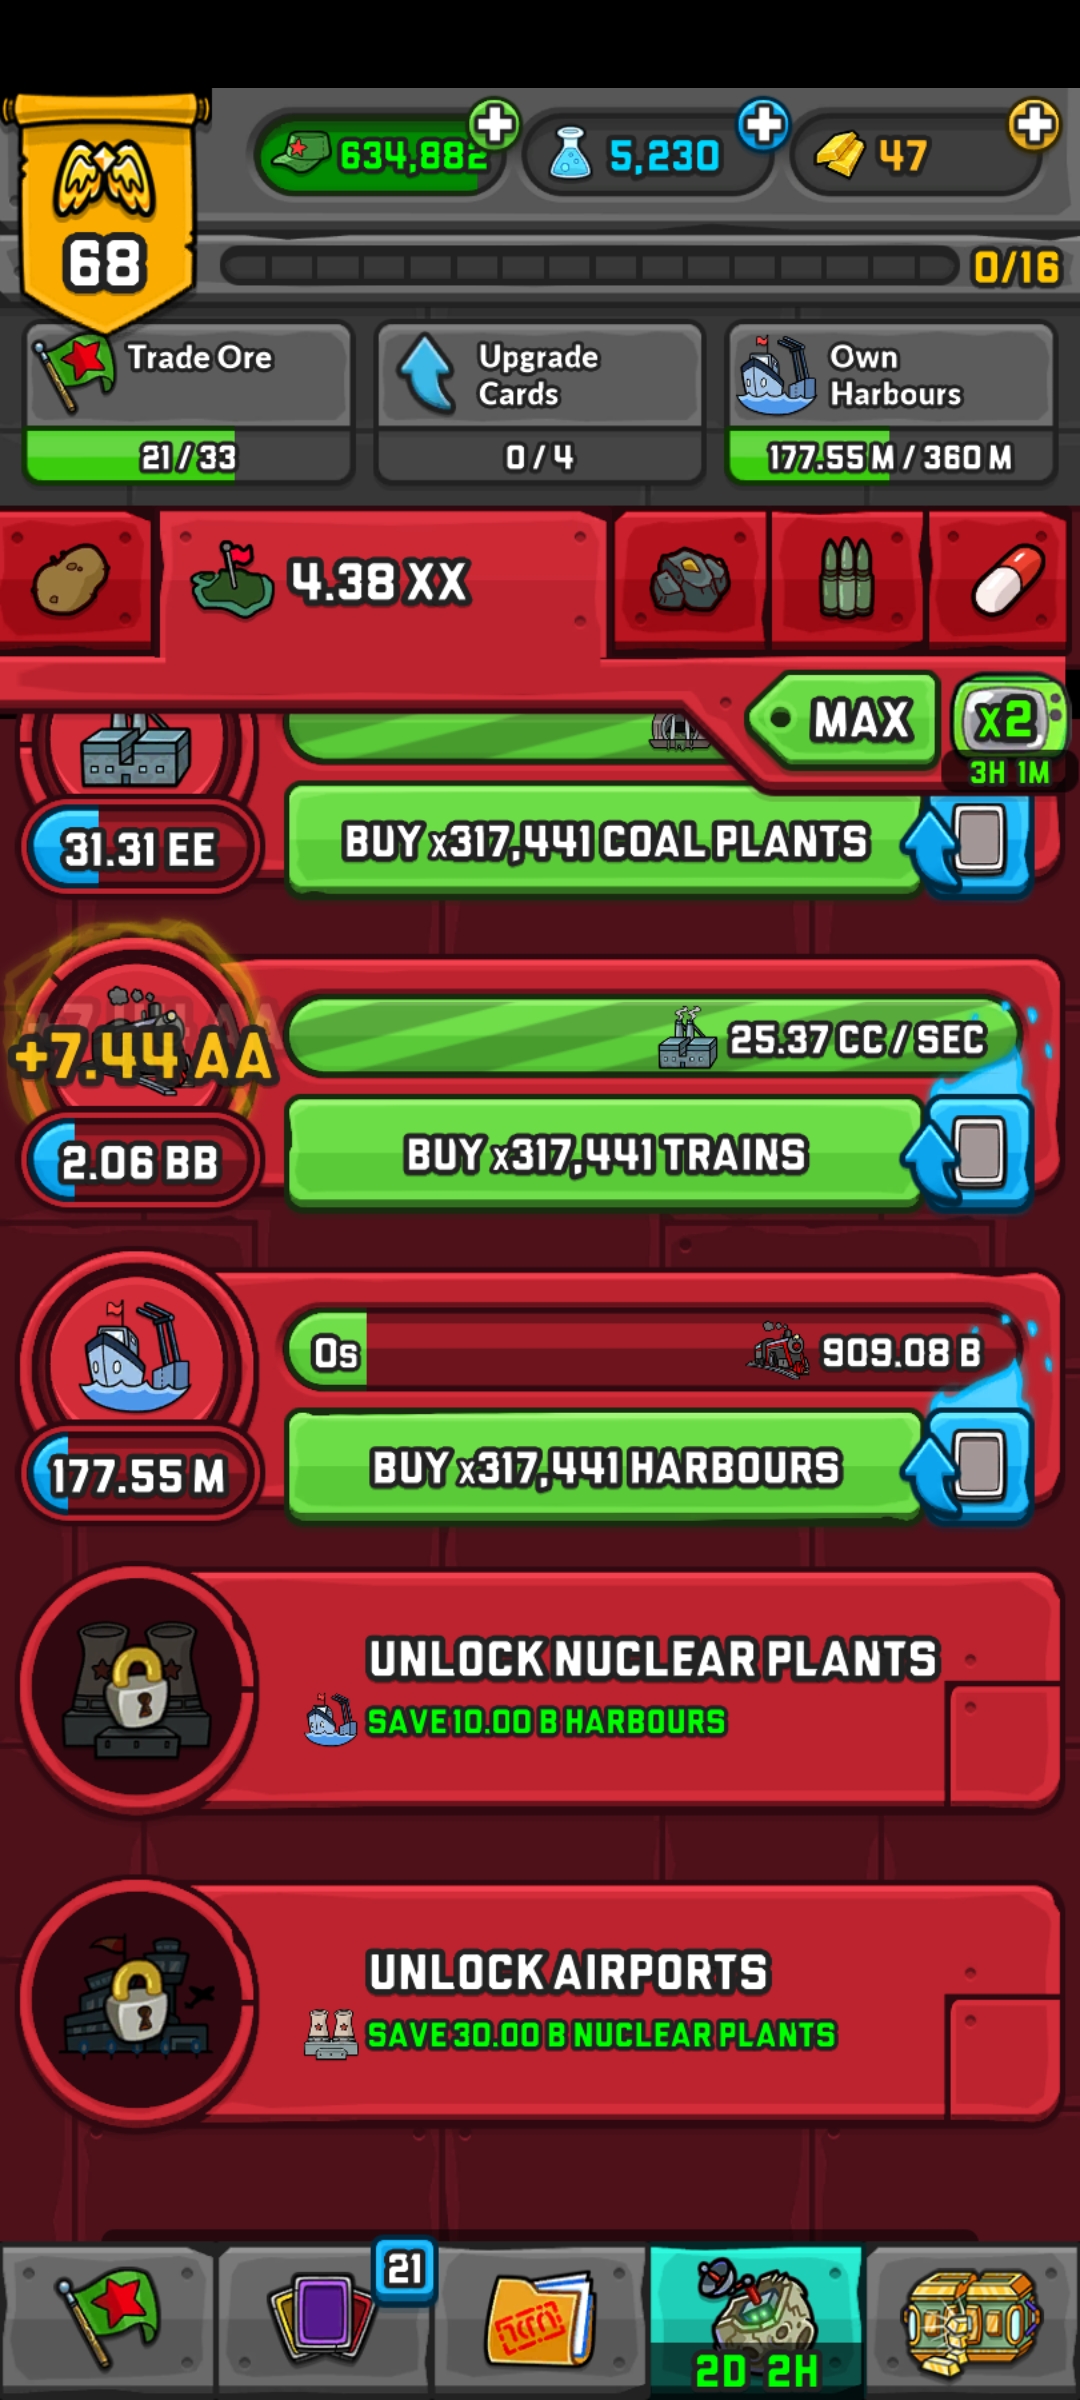 634,882
5,230
47
68
0/16
Trade Ore
21/33
Upgrade
Cards
0/4
Own
Harbours
177.55 M / 360 M
4.38 XX
MAX
x2
3H 1M
31.31 EE
BUY x317,441 COAL PLANTS
+7.44 AA
25.37 CC / SEC
2.06 BB
BUY x317,441 TRAINS
0s
909.08 B
177.55 M
BUY x317,441 HARBOURS
UNLOCK NUCLEAR PLANTS
SAVE 10.00 B HARBOURS
UNLOCK AIRPORTS
SAVE 30.00 B NUCLEAR PLANTS
21
2D 2H